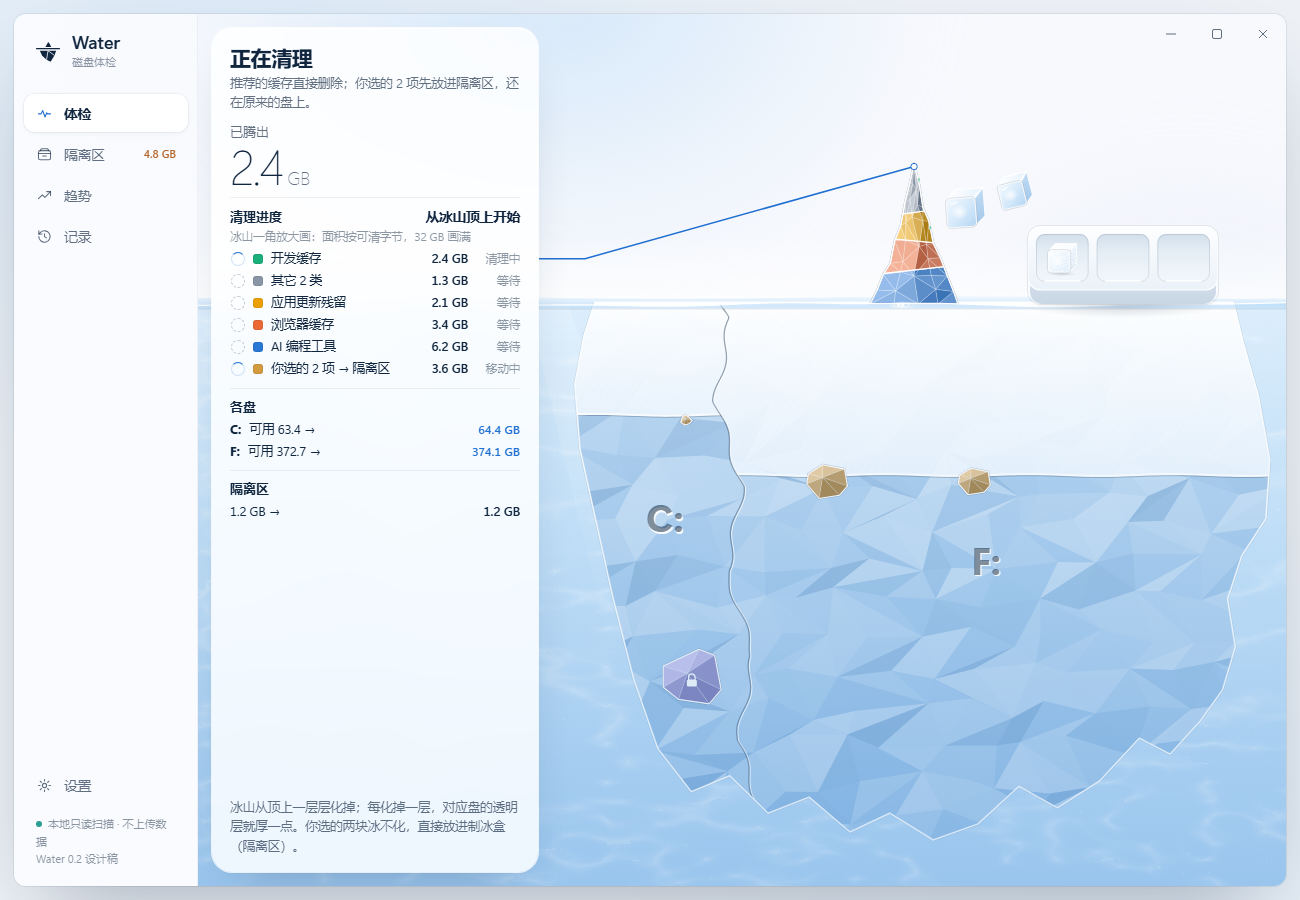 Water
磁盘体检
体检
隔离区 4.8 GB
趋势
记录
设置
本地只读扫描 · 不上传数
据
Water 0.2 设计稿
正在清理
推荐的缓存直接删除；你选的 2 项先放进隔离区，还
在原来的盘上。
已腾出
2.4 GB
清理进度 从冰山顶上开始
冰山一角放大画：面积按可清字节，32 GB 画满
开发缓存 2.4 GB 清理中
其它 2 类 1.3 GB 等待
应用更新残留 2.1 GB 等待
浏览器缓存 3.4 GB 等待
AI 编程工具 6.2 GB 等待
你选的 2 项 → 隔离区 3.6 GB 移动中
各盘
C: 可用 63.4 → 64.4 GB
F: 可用 372.7 → 374.1 GB
隔离区
1.2 GB → 1.2 GB
冰山从顶上一层层化掉；每化掉一层，对应盘的透明
层就厚一点。你选的两块冰不化，直接放进制冰盒
（隔离区）。
C:
F: